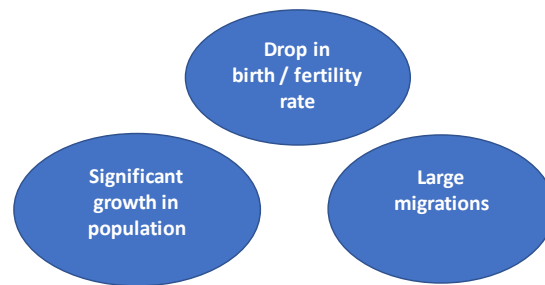 Drop in
birth / fertility
rate
Significant
growth in
population
Large
migrations